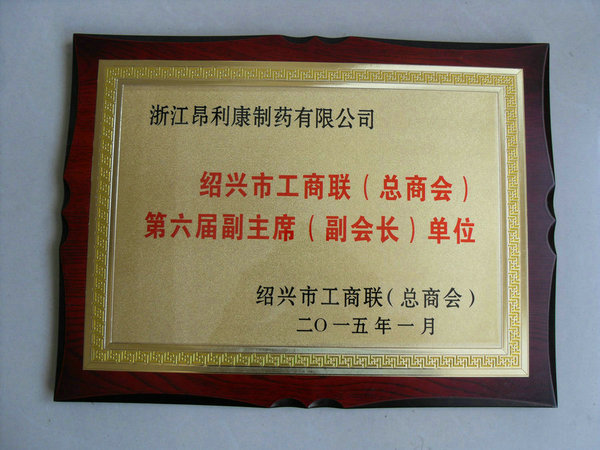 浙江昂利康制药有限公司
绍兴市工商联（总商会）
第六届副主席（副会长）单位
绍兴市工商联（总商会）
二〇一五年一月